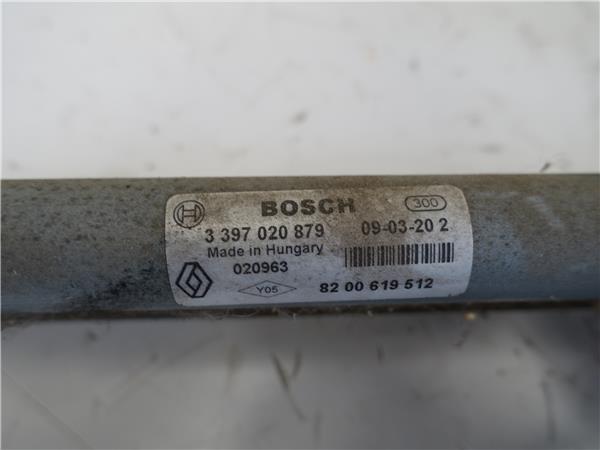 BOSCH 300
3 397 020 879 09-03-20 2
Made in Hungary
020963
Y05 82 00 619 512